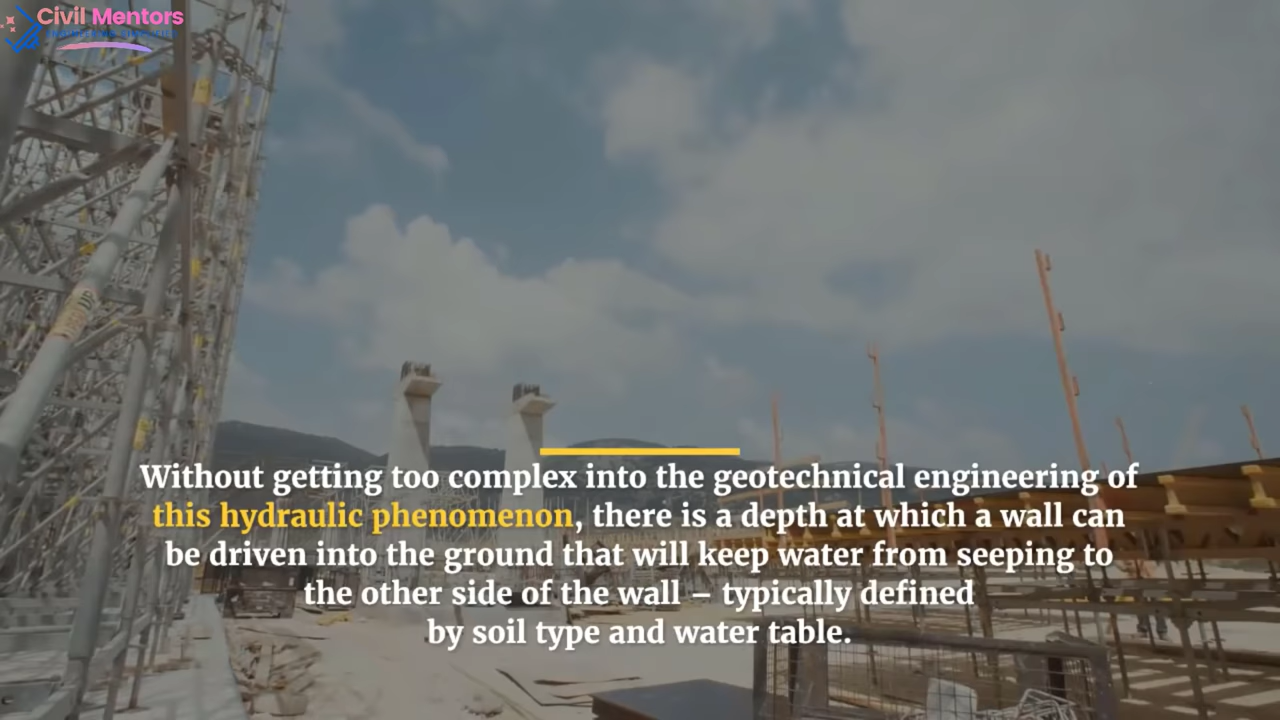 Civil Mentors
Without getting too complex into the geotechnical engineering of
this hydraulic phenomenon, there is a depth at which a wall can
be driven into the ground that will keep water from seeping to
the other side of the wall – typically defined
by soil type and water table.